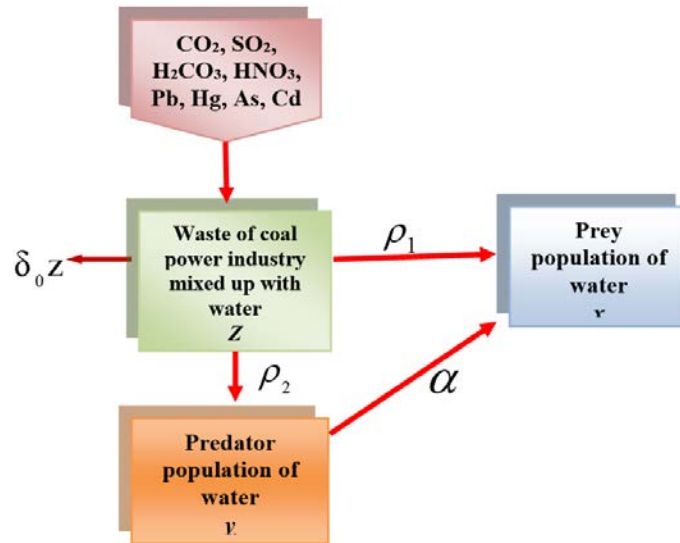 CO₂, SO₂,
H₂CO₃, HNO₃,
Pb, Hg, As, Cd
Waste of coal
power industry
mixed up with
water
Z
δ₀z
ρ₁
Prey
population of
water
x
ρ₂
α
Predator
population of
water
y